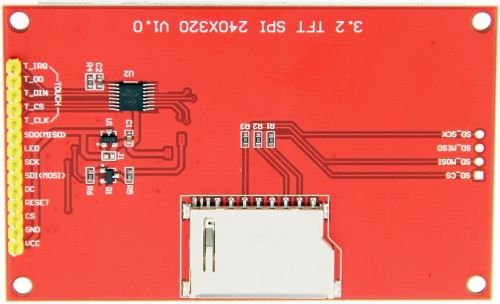 3.2 TFT SPI 240X320 V1.0
T_IRQ
T_DO
T_DIN
T_CS
T_CLK
TOUCH
SDO(MISO)
LED
SCK
SDI(MOSI)
DC
RESET
CS
GND
VCC
R4
C2
U2
U1
C1
J1
R6
Q1
R5
R3
R2
R1
SD_SCK
SD_MISO
SD_MOSI
SD_CS